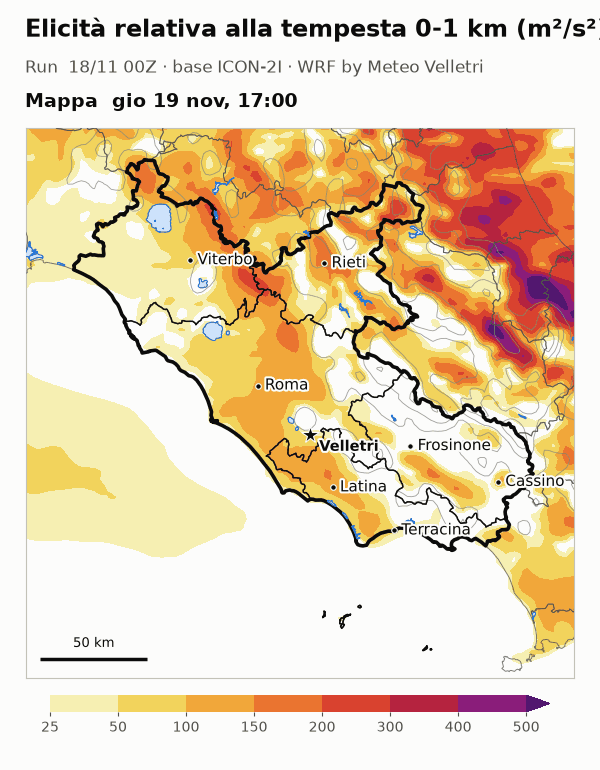 Elicità relativa alla tempesta 0-1 km (m²/s²)
Run  18/11 00Z · base ICON-2I · WRF by Meteo Velletri
Mappa  gio 19 nov, 17:00
Viterbo
Rieti
Roma
Velletri
Frosinone
Latina
Cassino
Terracina
50 km
25 50 100 150 200 300 400 500